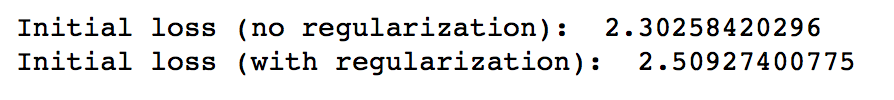 Initial loss (no regularization):  2.30258420296
Initial loss (with regularization):  2.50927400775